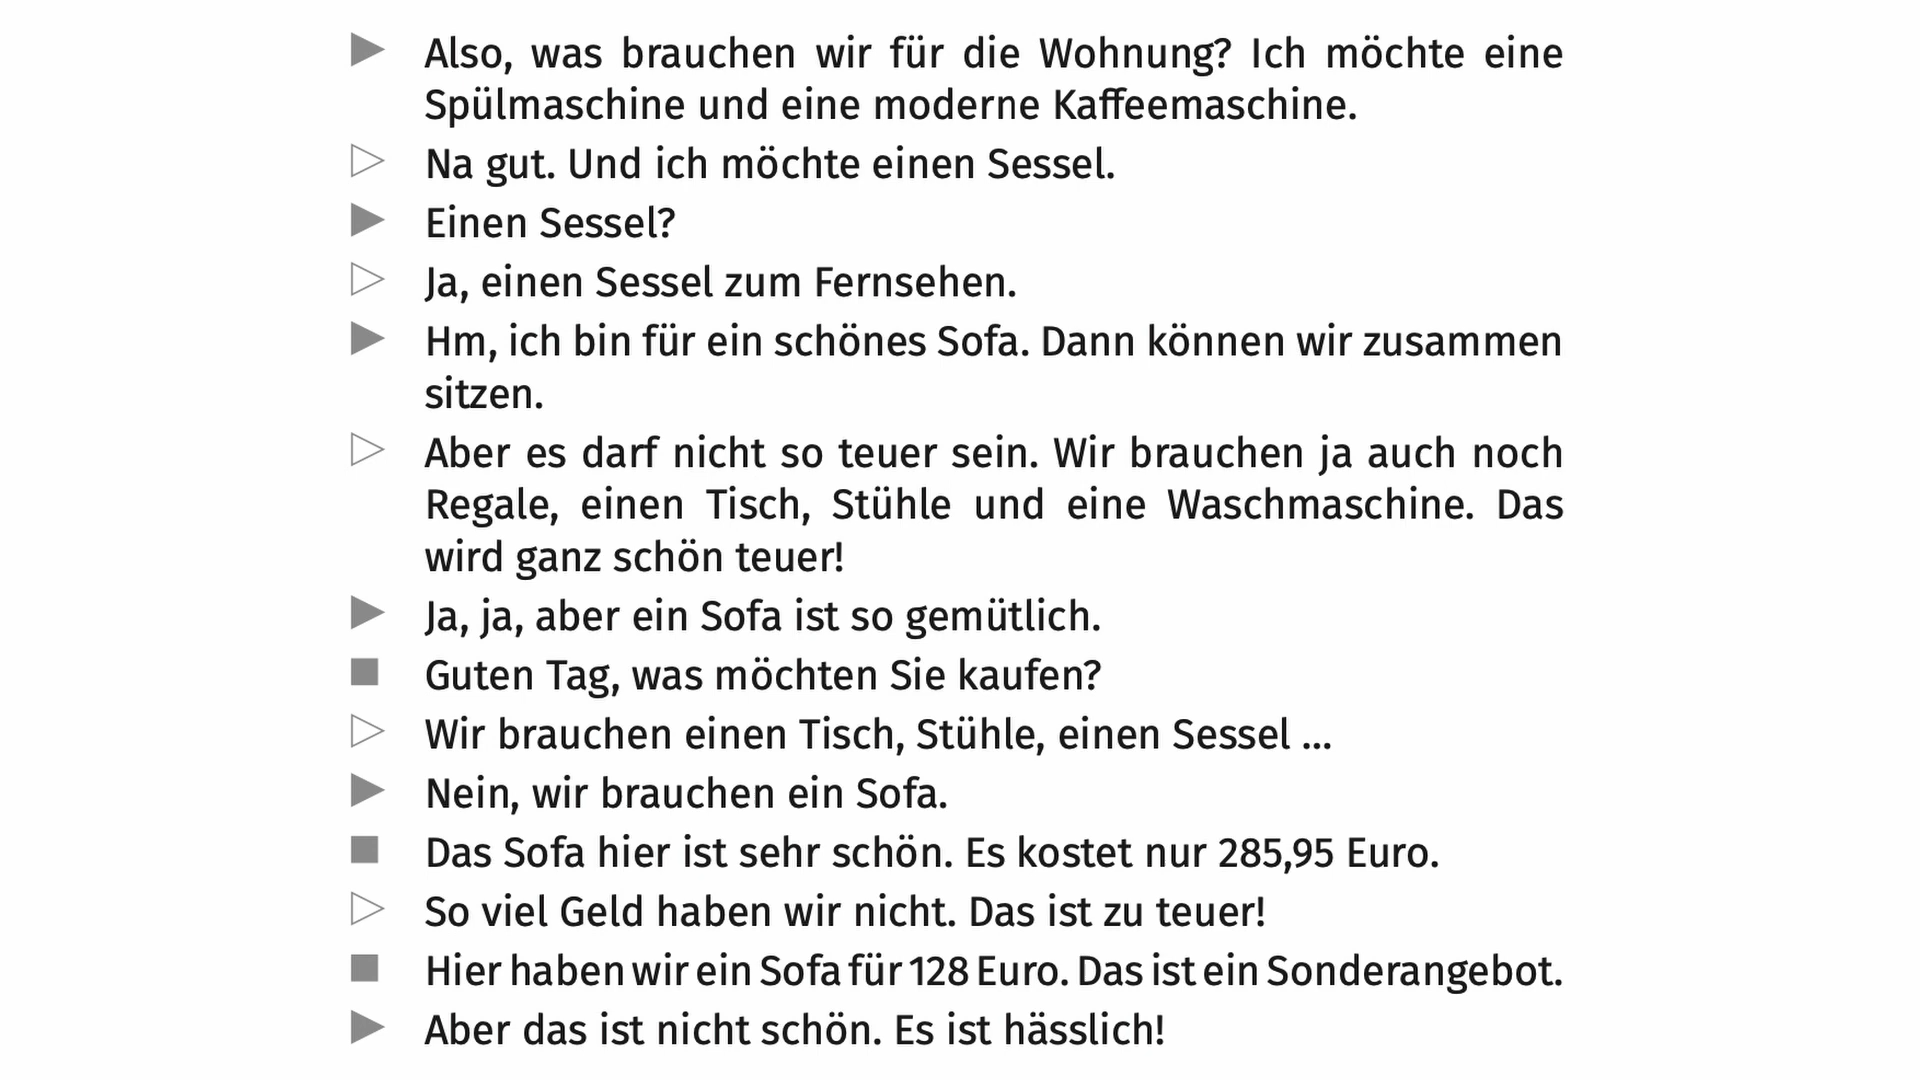 ▶ Also, was brauchen wir für die Wohnung? Ich möchte eine
Spülmaschine und eine moderne Kaffeemaschine.
▷ Na gut. Und ich möchte einen Sessel.
▶ Einen Sessel?
▷ Ja, einen Sessel zum Fernsehen.
▶ Hm, ich bin für ein schönes Sofa. Dann können wir zusammen
sitzen.
▷ Aber es darf nicht so teuer sein. Wir brauchen ja auch noch
Regale, einen Tisch, Stühle und eine Waschmaschine. Das
wird ganz schön teuer!
▶ Ja, ja, aber ein Sofa ist so gemütlich.
■ Guten Tag, was möchten Sie kaufen?
▷ Wir brauchen einen Tisch, Stühle, einen Sessel ...
▶ Nein, wir brauchen ein Sofa.
■ Das Sofa hier ist sehr schön. Es kostet nur 285,95 Euro.
▷ So viel Geld haben wir nicht. Das ist zu teuer!
■ Hier haben wir ein Sofa für 128 Euro. Das ist ein Sonderangebot.
▶ Aber das ist nicht schön. Es ist hässlich!